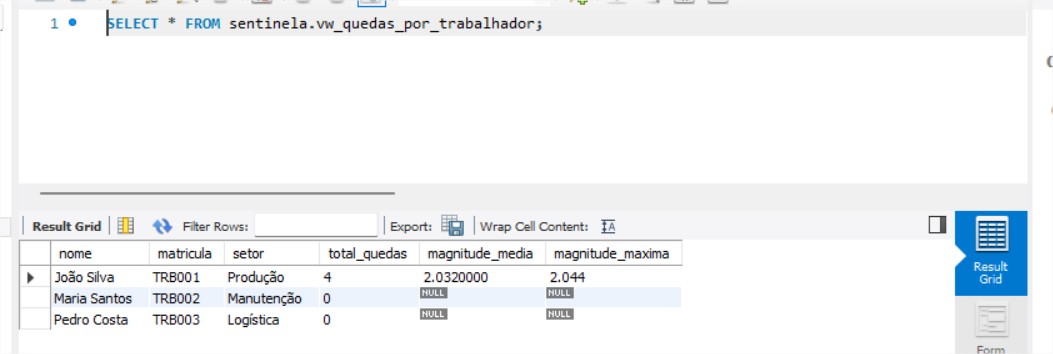 1 SELECT * FROM sentinela.vw_quedas_por_trabalhador;
Result Grid Filter Rows: Export: Wrap Cell Content:
nome matricula setor total_quedas magnitude_media magnitude_maxima
João Silva TRB001 Produção 4 2.0320000 2.044
Maria Santos TRB002 Manutenção 0 NULL NULL
Pedro Costa TRB003 Logística 0 NULL NULL
Result
Grid
Form